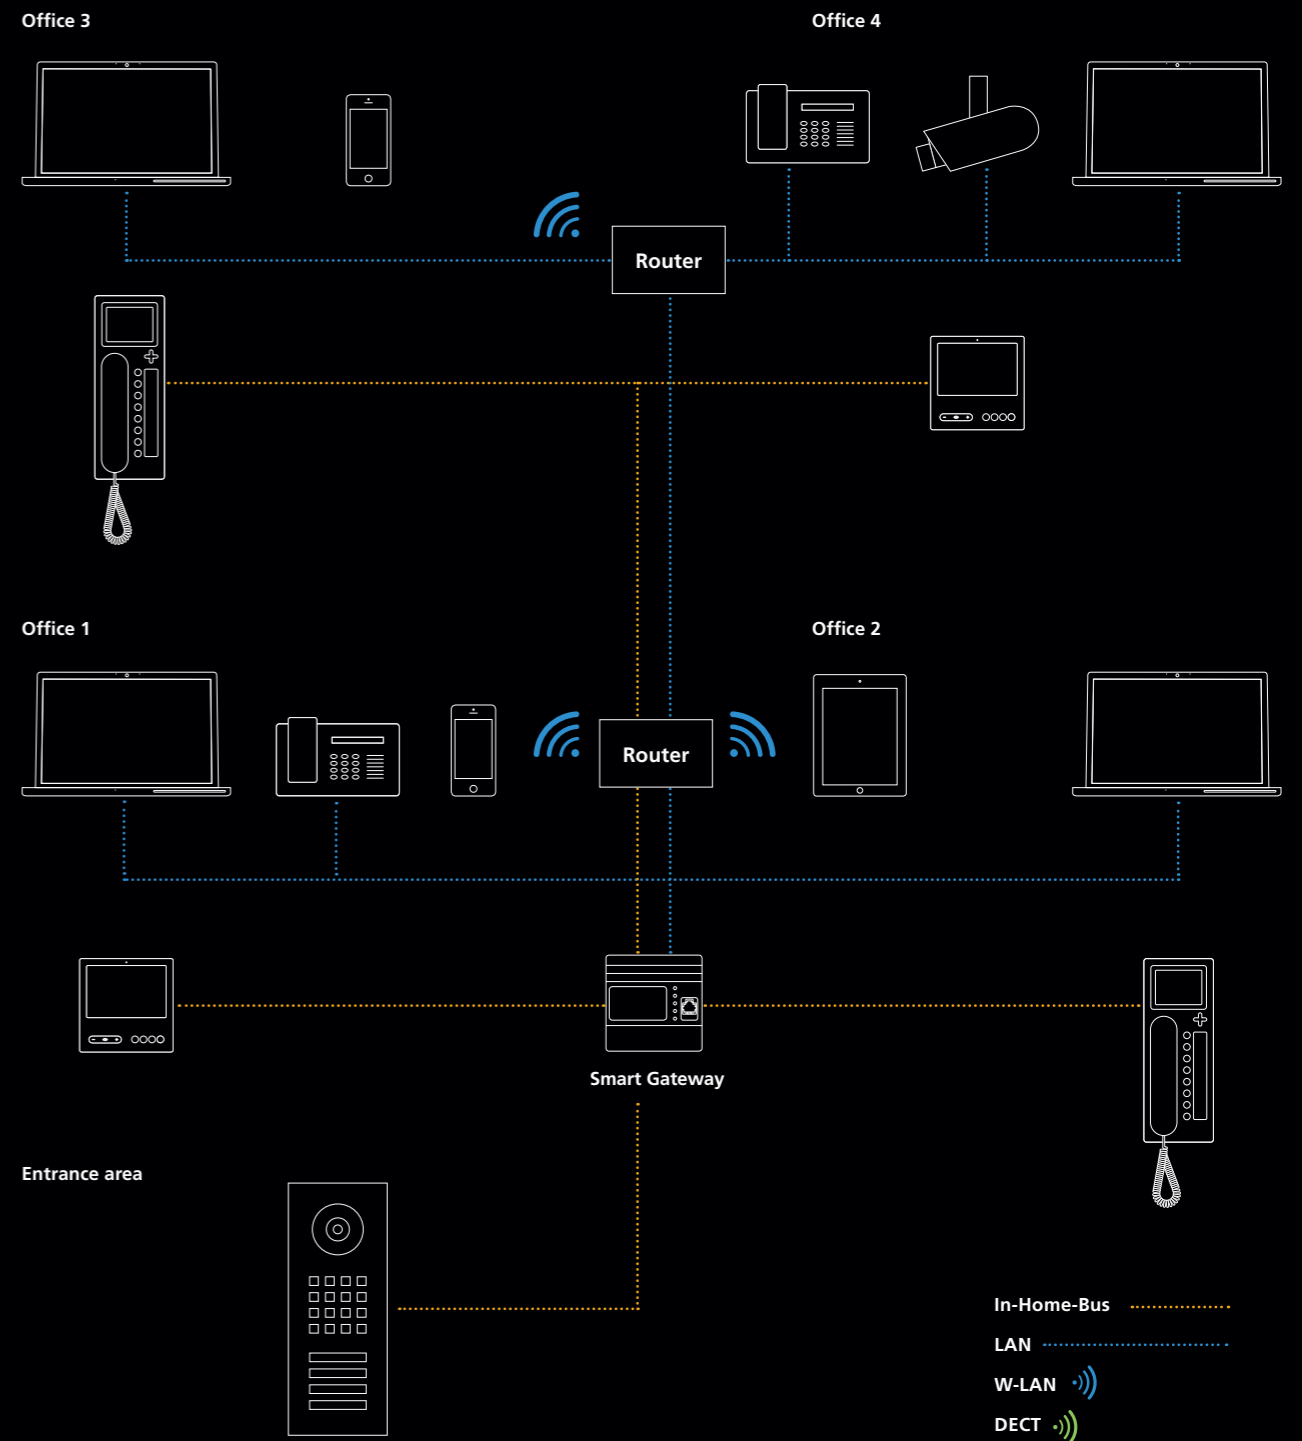 Office 3
Office 4
Router
Office 1
Office 2
Router
Smart Gateway
Entrance area
In-Home-Bus
LAN
W-LAN
DECT